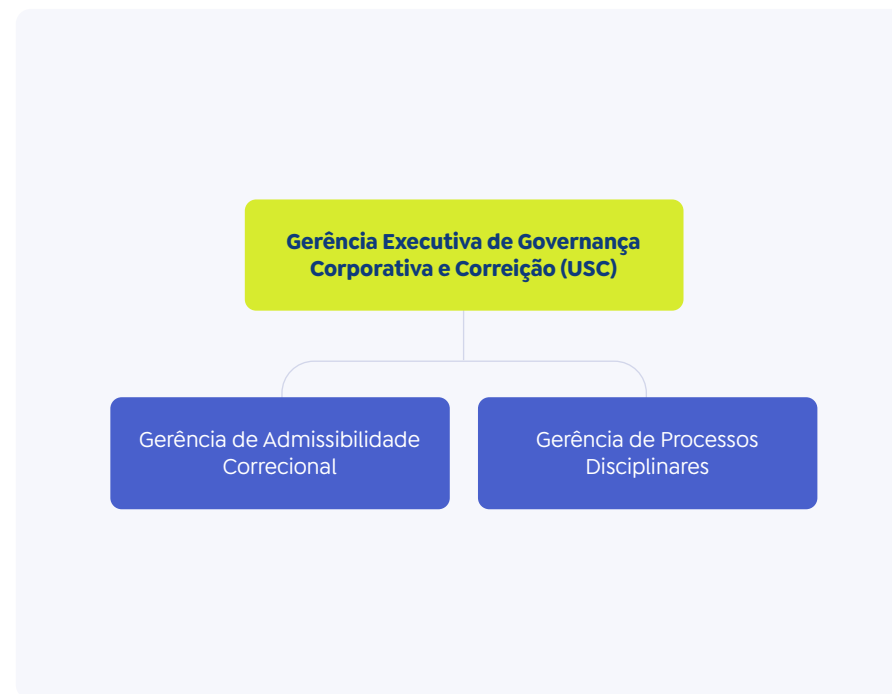 Gerência Executiva de Governança
Corporativa e Correição (USC)
Gerência de Admissibilidade
Correcional
Gerência de Processos
Disciplinares